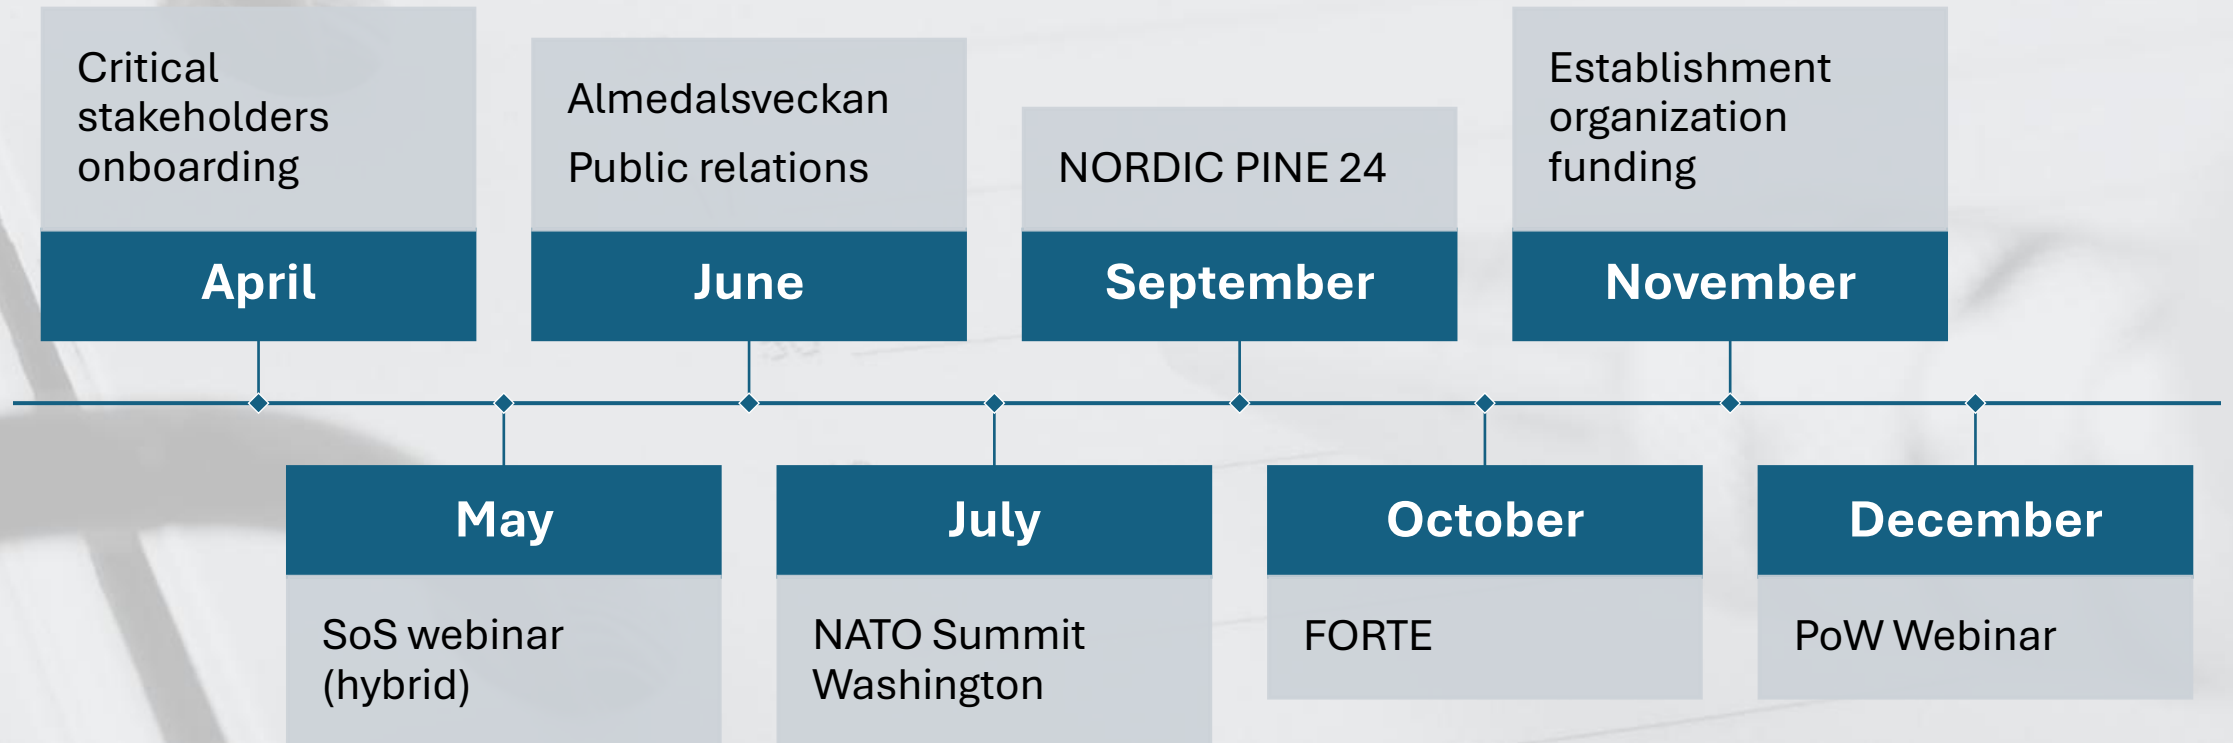 Critical
stakeholders
onboarding
April
May
SoS webinar
(hybrid)
Almedalsveckan
Public relations
June
July
NATO Summit
Washington
NORDIC PINE 24
September
October
FORTE
Establishment
organization
funding
November
December
PoW Webinar